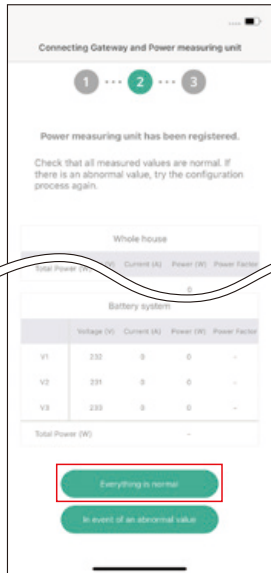 Connecting Gateway and Power measuring unit
1 2 3
Power measuring unit has been registered.
Check that all measured values are normal. If
there is an abnormal value, try the configuration
process again.
Whole house
Total Power (W) (V) Current (A) Power (W) Power Factor
0
Battery system
Voltage (V) Current (A) Power (W) Power Factor
V1 232 0 0 -
V2 231 0 0 -
V3 233 0 0 -
Total Power (W) -
Everything is normal
In event of an abnormal value